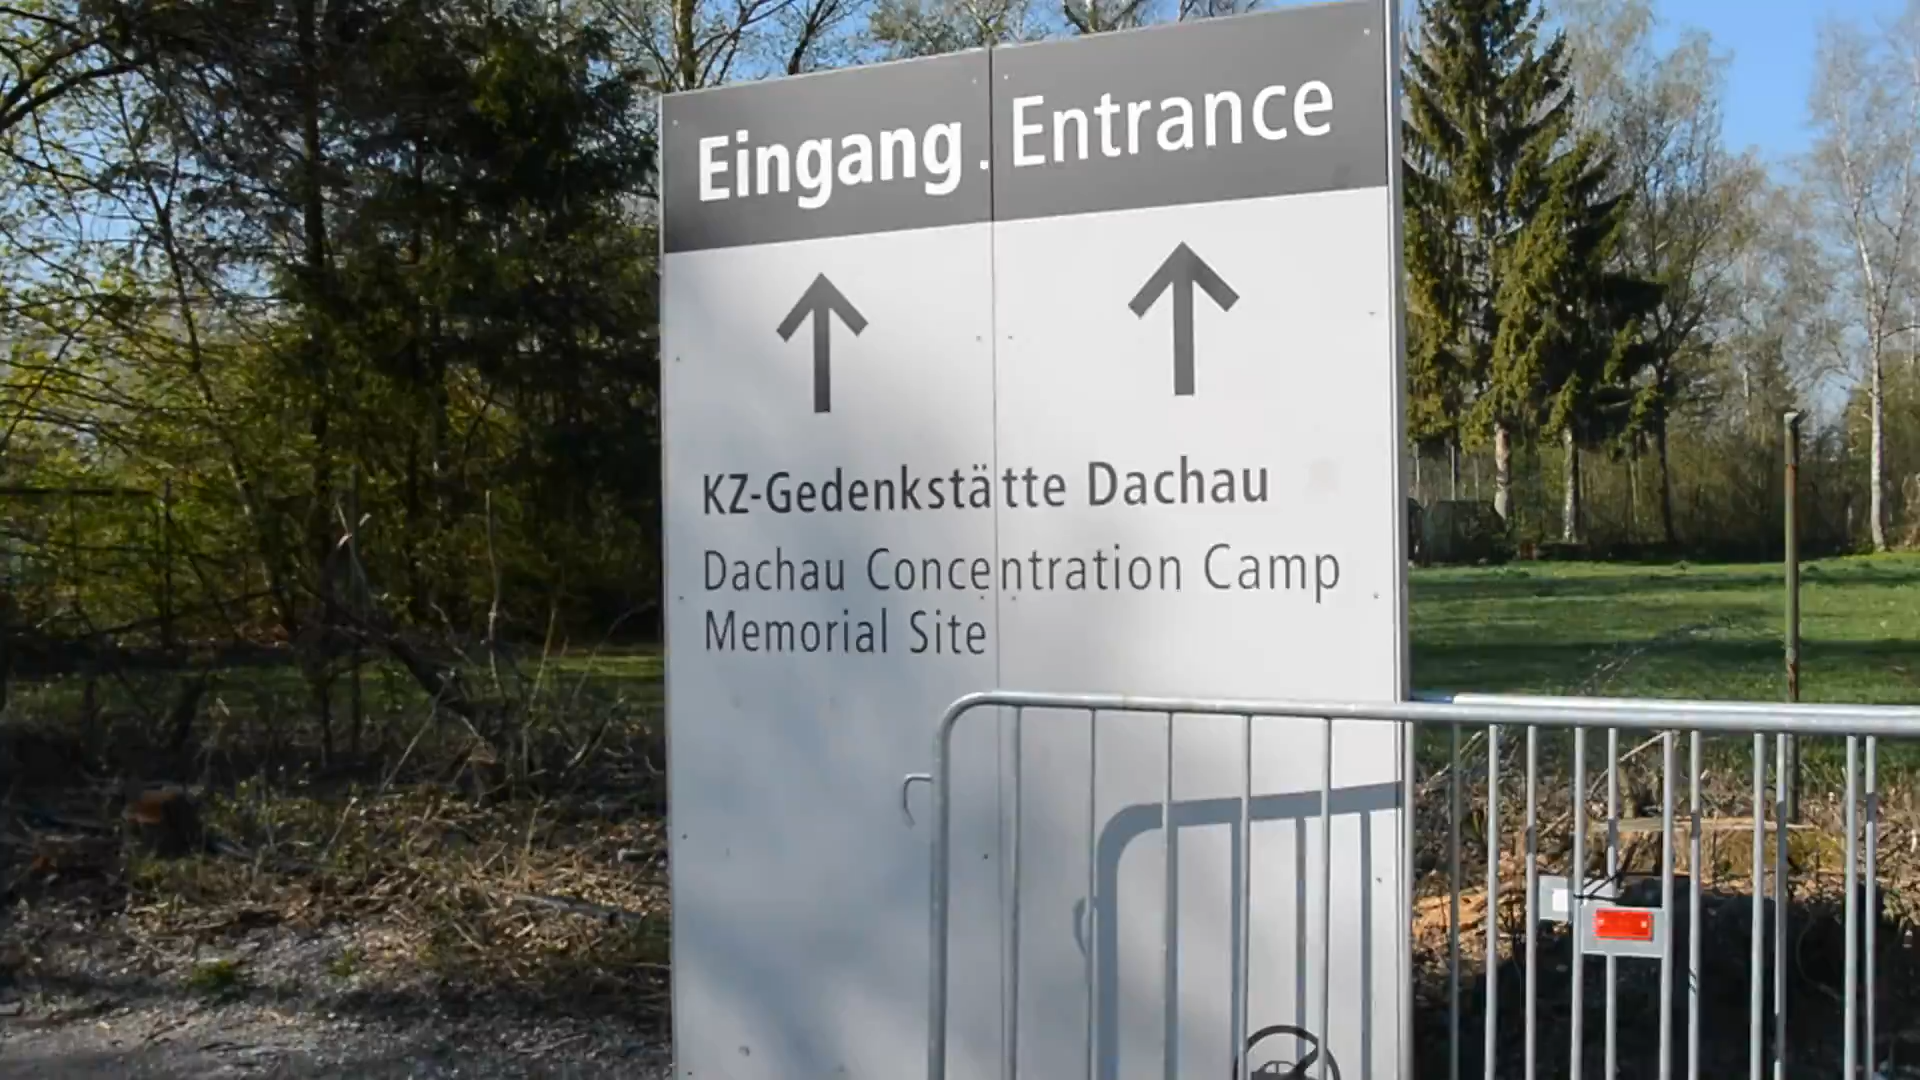 Eingang . Entrance
KZ-Gedenkstätte Dachau
Dachau Concentration Camp
Memorial Site